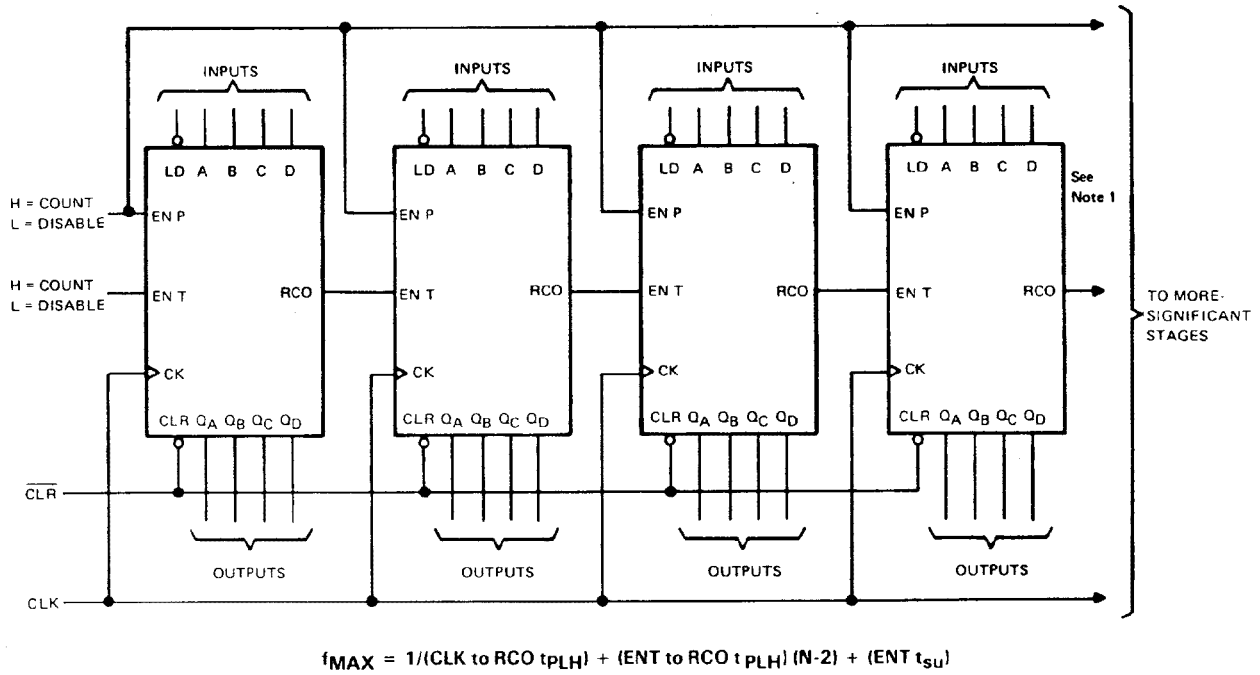 INPUTS INPUTS INPUTS INPUTS
LD A B C D LD A B C D LD A B C D LD A B C D
See
Note 1
H = COUNT
L = DISABLE
EN P EN P EN P EN P
H = COUNT
L = DISABLE
EN T RCO EN T RCO EN T RCO EN T RCO
TO MORE-
SIGNIFICANT
STAGES
CK CK CK CK
CLR QA QB QC QD CLR QA QB QC QD CLR QA QB QC QD CLR QA QB QC QD
CLR
OUTPUTS OUTPUTS OUTPUTS OUTPUTS
CLK
fMAX = 1/(CLK to RCO tPLH) + (ENT to RCO tPLH) (N-2) + (ENT tsu)